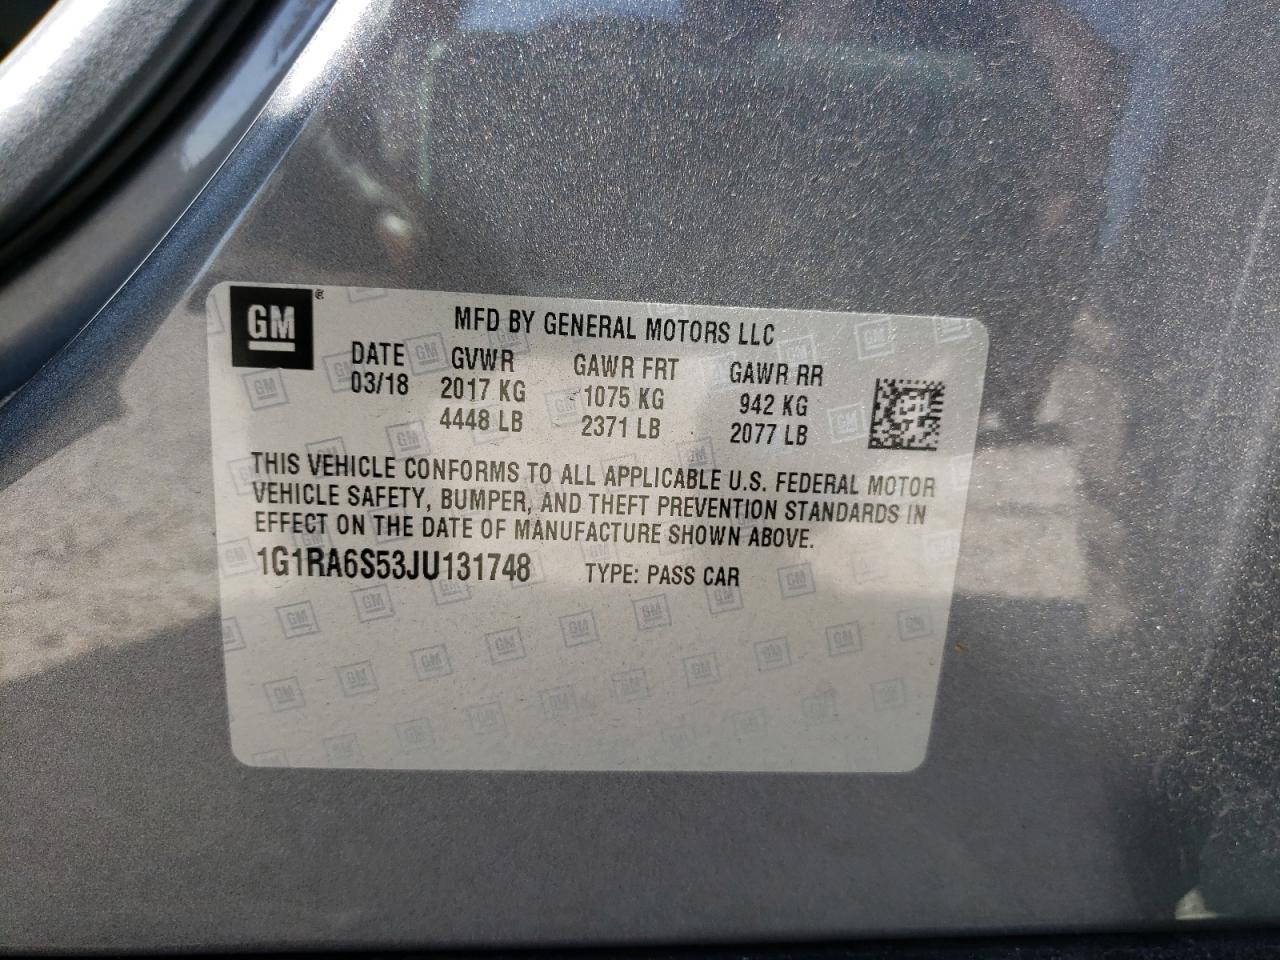 GM®
MFD BY GENERAL MOTORS LLC
DATE GVWR GAWR FRT GAWR RR
03/18 2017 KG 1075 KG 942 KG
4448 LB 2371 LB 2077 LB
THIS VEHICLE CONFORMS TO ALL APPLICABLE U.S. FEDERAL MOTOR
VEHICLE SAFETY, BUMPER, AND THEFT PREVENTION STANDARDS IN
EFFECT ON THE DATE OF MANUFACTURE SHOWN ABOVE.
1G1RA6S53JU131748 TYPE: PASS CAR